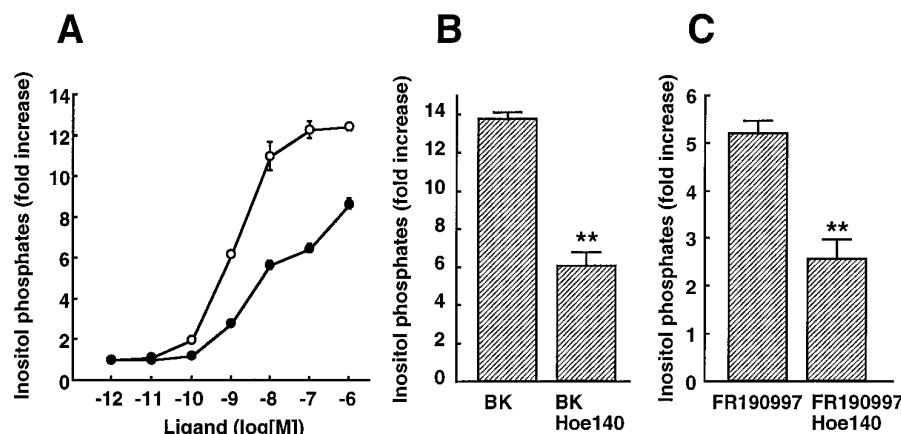 A
B
C
Inositol phosphates (fold increase)
14
12
10
8
6
4
2
0
-12 -11 -10 -9 -8 -7 -6
Ligand (log[M])
Inositol phosphates (fold increase)
14
12
10
8
6
4
2
0
**
BK BK
Hoe140
Inositol phosphates (fold increase)
6
5
4
3
2
1
0
**
FR190997 FR190997
Hoe140